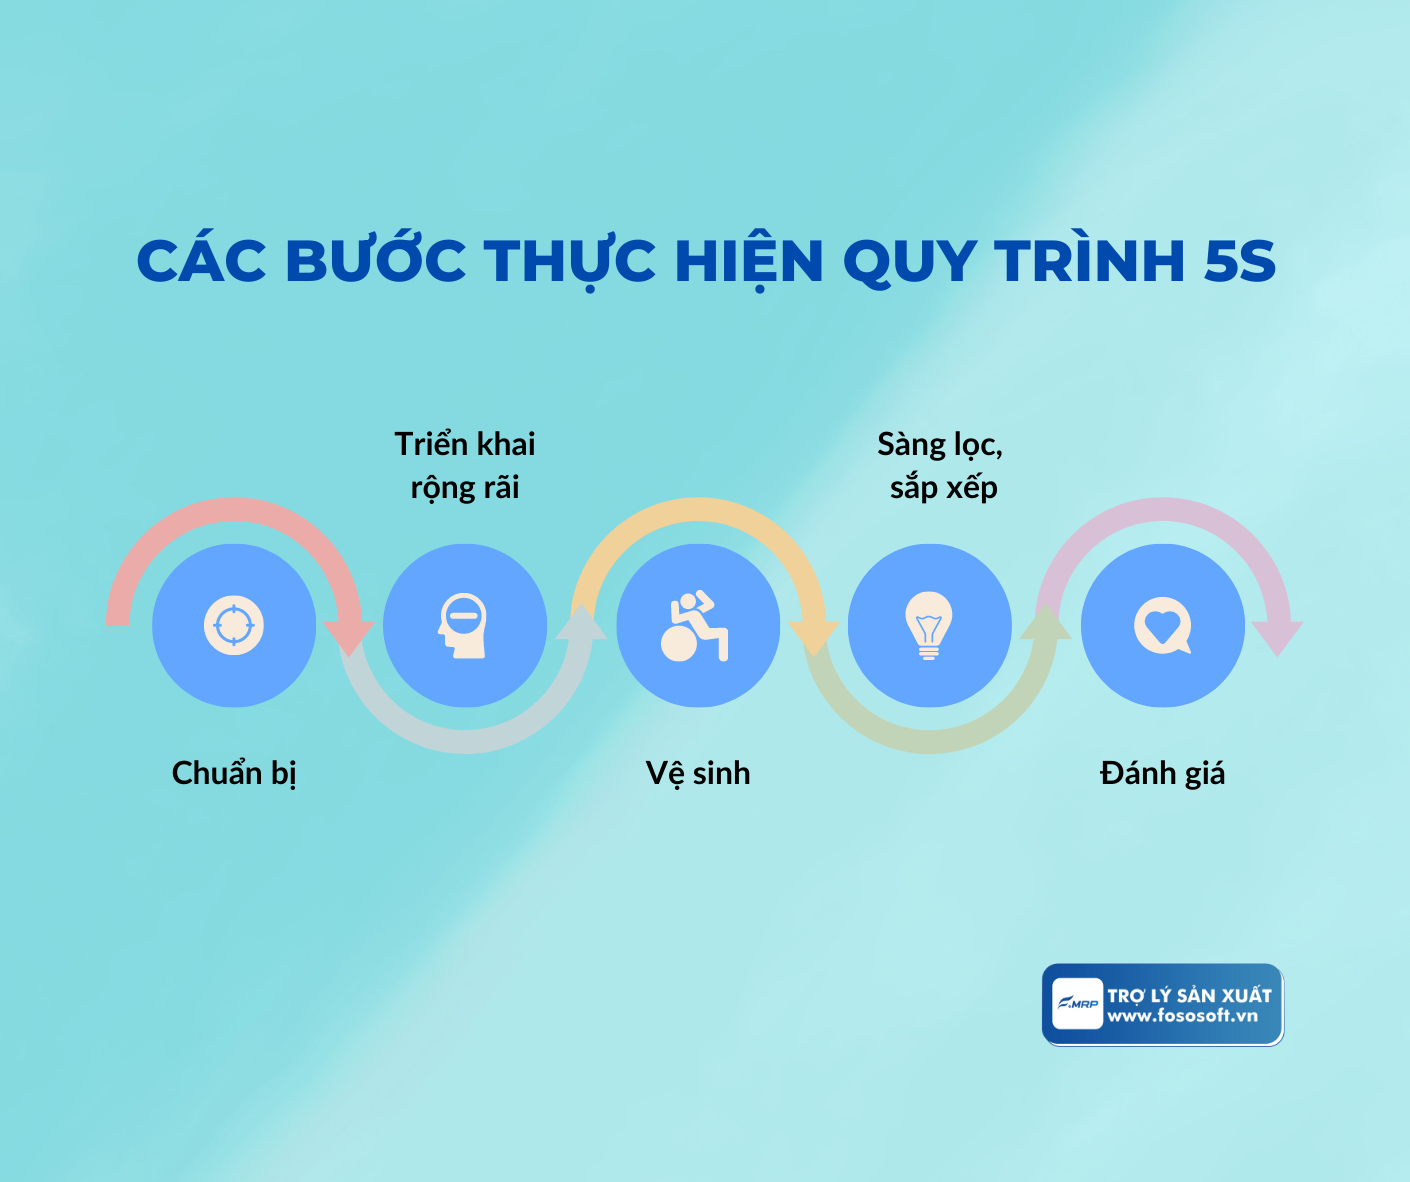 CÁC BƯỚC THỰC HIỆN QUY TRÌNH 5S
Triển khai
rộng rãi
Sàng lọc,
sắp xếp
Chuẩn bị
Vệ sinh
Đánh giá
MRP
TRỢ LÝ SẢN XUẤT
www.fososoft.vn